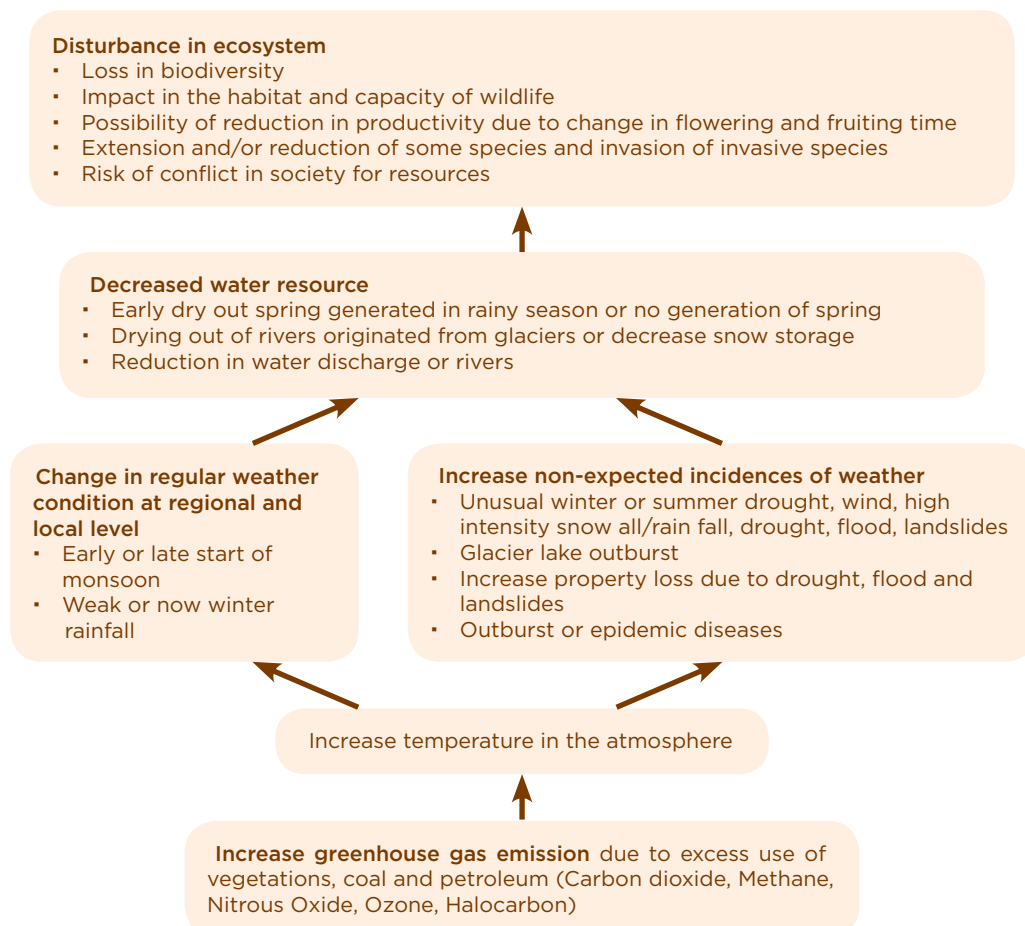 Disturbance in ecosystem
▪ Loss in biodiversity
▪ Impact in the habitat and capacity of wildlife
▪ Possibility of reduction in productivity due to change in flowering and fruiting time
▪ Extension and/or reduction of some species and invasion of invasive species
▪ Risk of conflict in society for resources
Decreased water resource
▪ Early dry out spring generated in rainy season or no generation of spring
▪ Drying out of rivers originated from glaciers or decrease snow storage
▪ Reduction in water discharge or rivers
Change in regular weather
condition at regional and
local level
▪ Early or late start of
monsoon
▪ Weak or now winter
rainfall
Increase non-expected incidences of weather
▪ Unusual winter or summer drought, wind, high
intensity snow all/rain fall, drought, flood, landslides
▪ Glacier lake outburst
▪ Increase property loss due to drought, flood and
landslides
▪ Outburst or epidemic diseases
Increase temperature in the atmosphere
Increase greenhouse gas emission due to excess use of
vegetations, coal and petroleum (Carbon dioxide, Methane,
Nitrous Oxide, Ozone, Halocarbon)